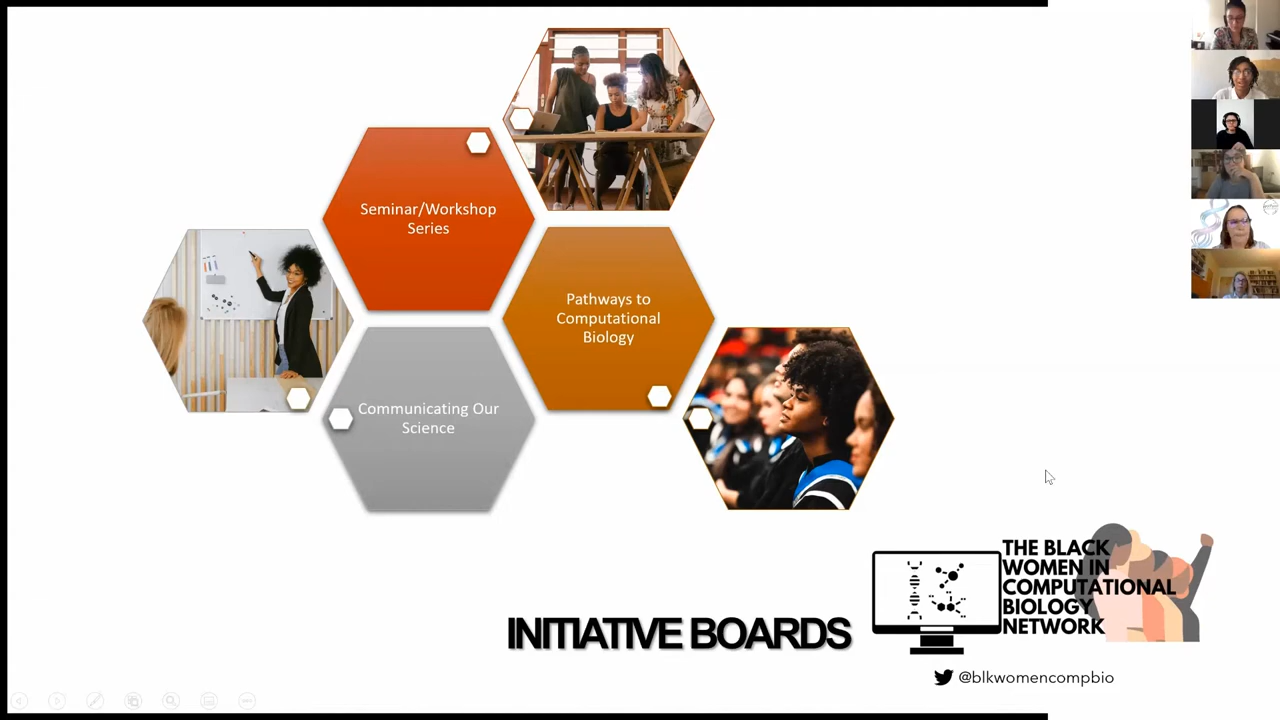 Seminar/Workshop
Series
Pathways to
Computational
Biology
Communicating Our
Science
INITIATIVE BOARDS
THE BLACK
WOMEN IN
COMPUTATIONAL
BIOLOGY
NETWORK
@blkwomencompbio